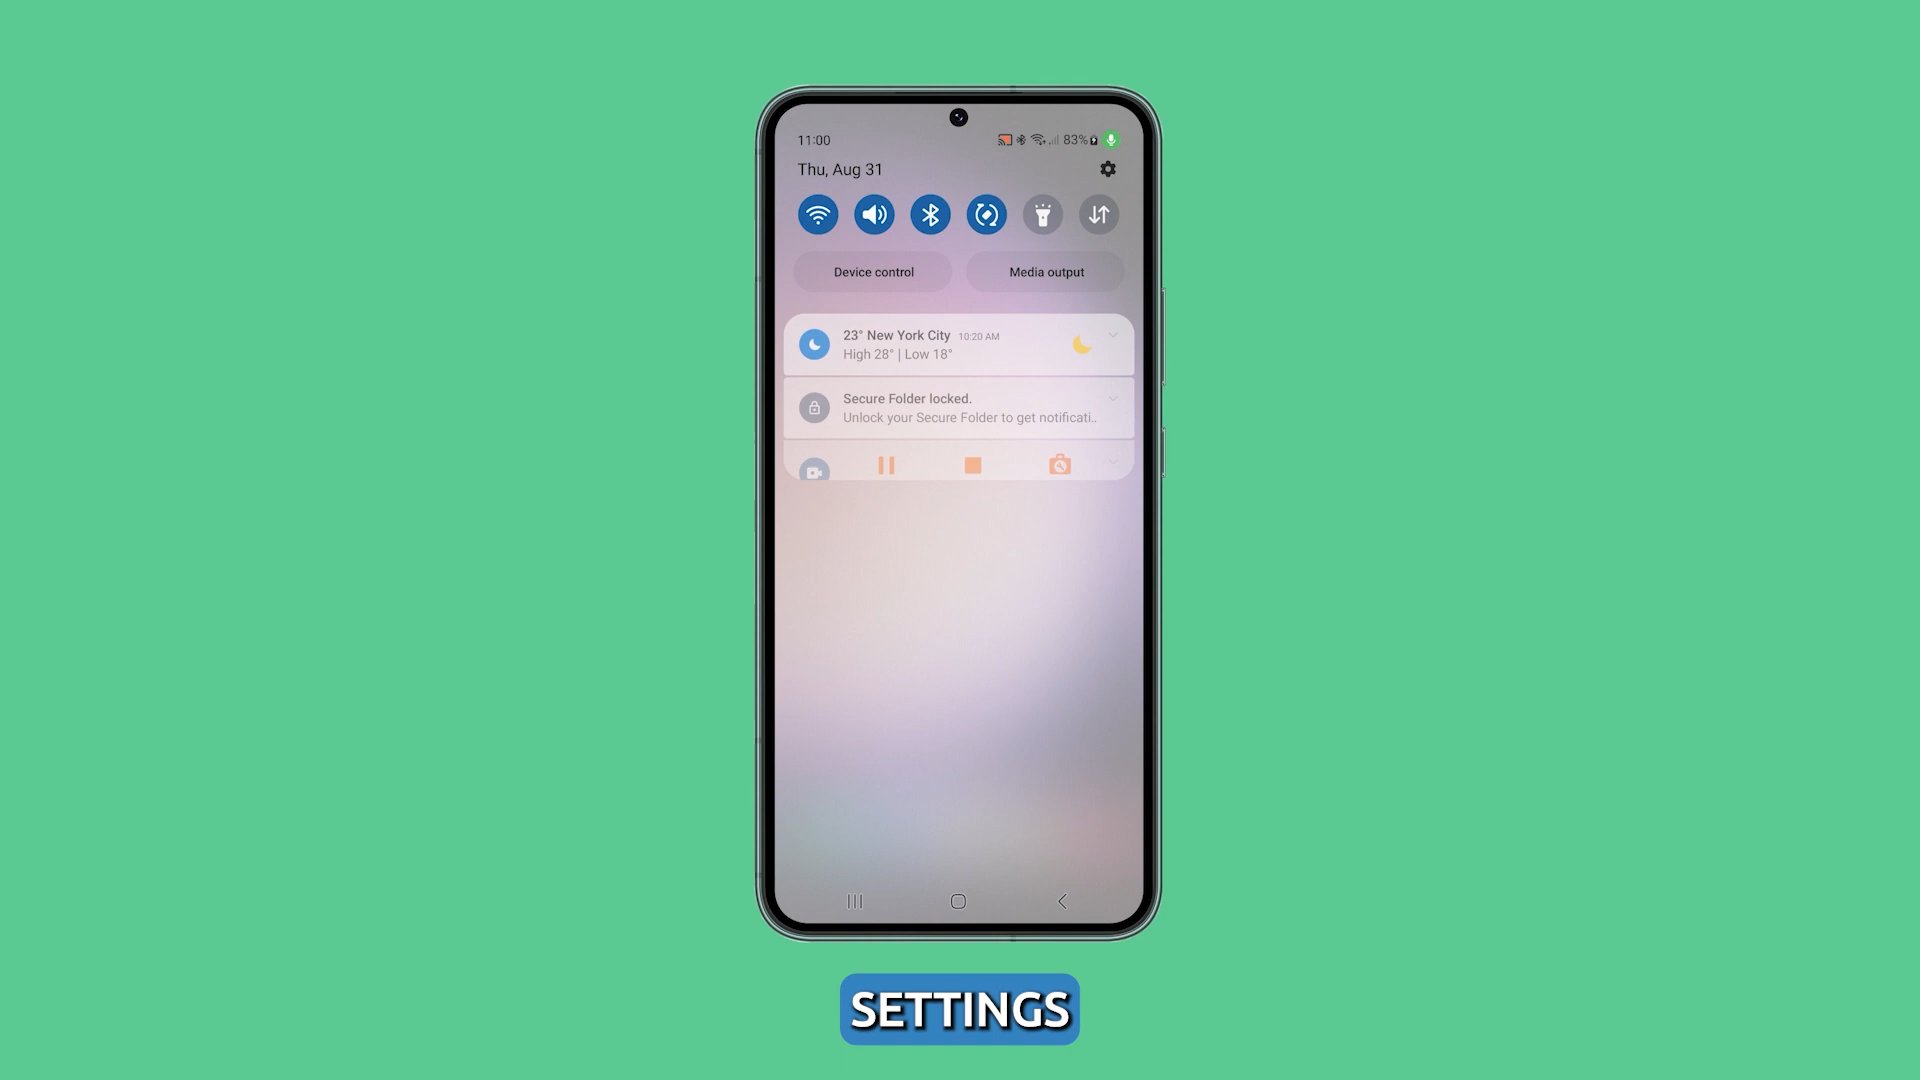 11:00
83%
Thu, Aug 31
Device control
Media output
23° New York City 10:20 AM
High 28° | Low 18°
Secure Folder locked.
Unlock your Secure Folder to get notificati..
SETTINGS